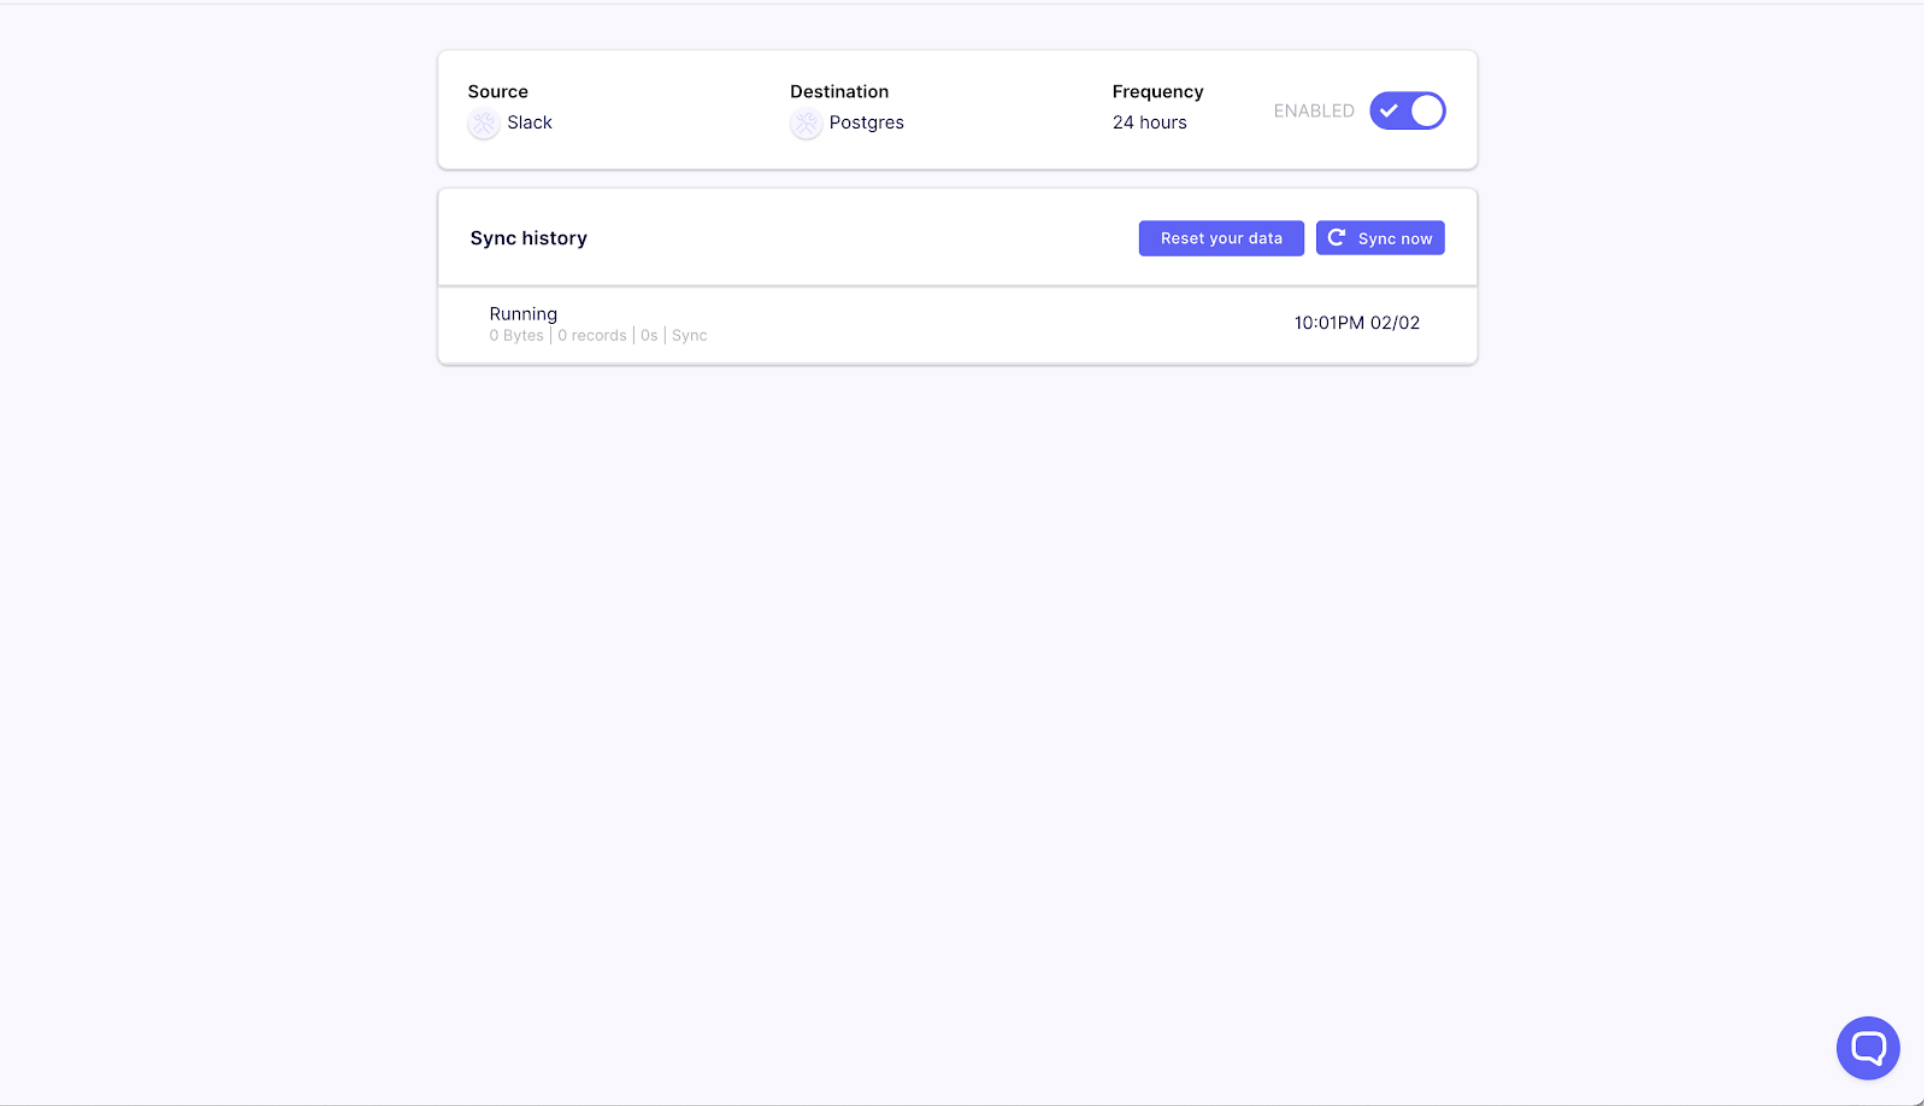 Source
Slack
Destination
Postgres
Frequency
24 hours
ENABLED
Sync history
Reset your data
Sync now
Running
0 Bytes | 0 records | 0s | Sync
10:01PM 02/02